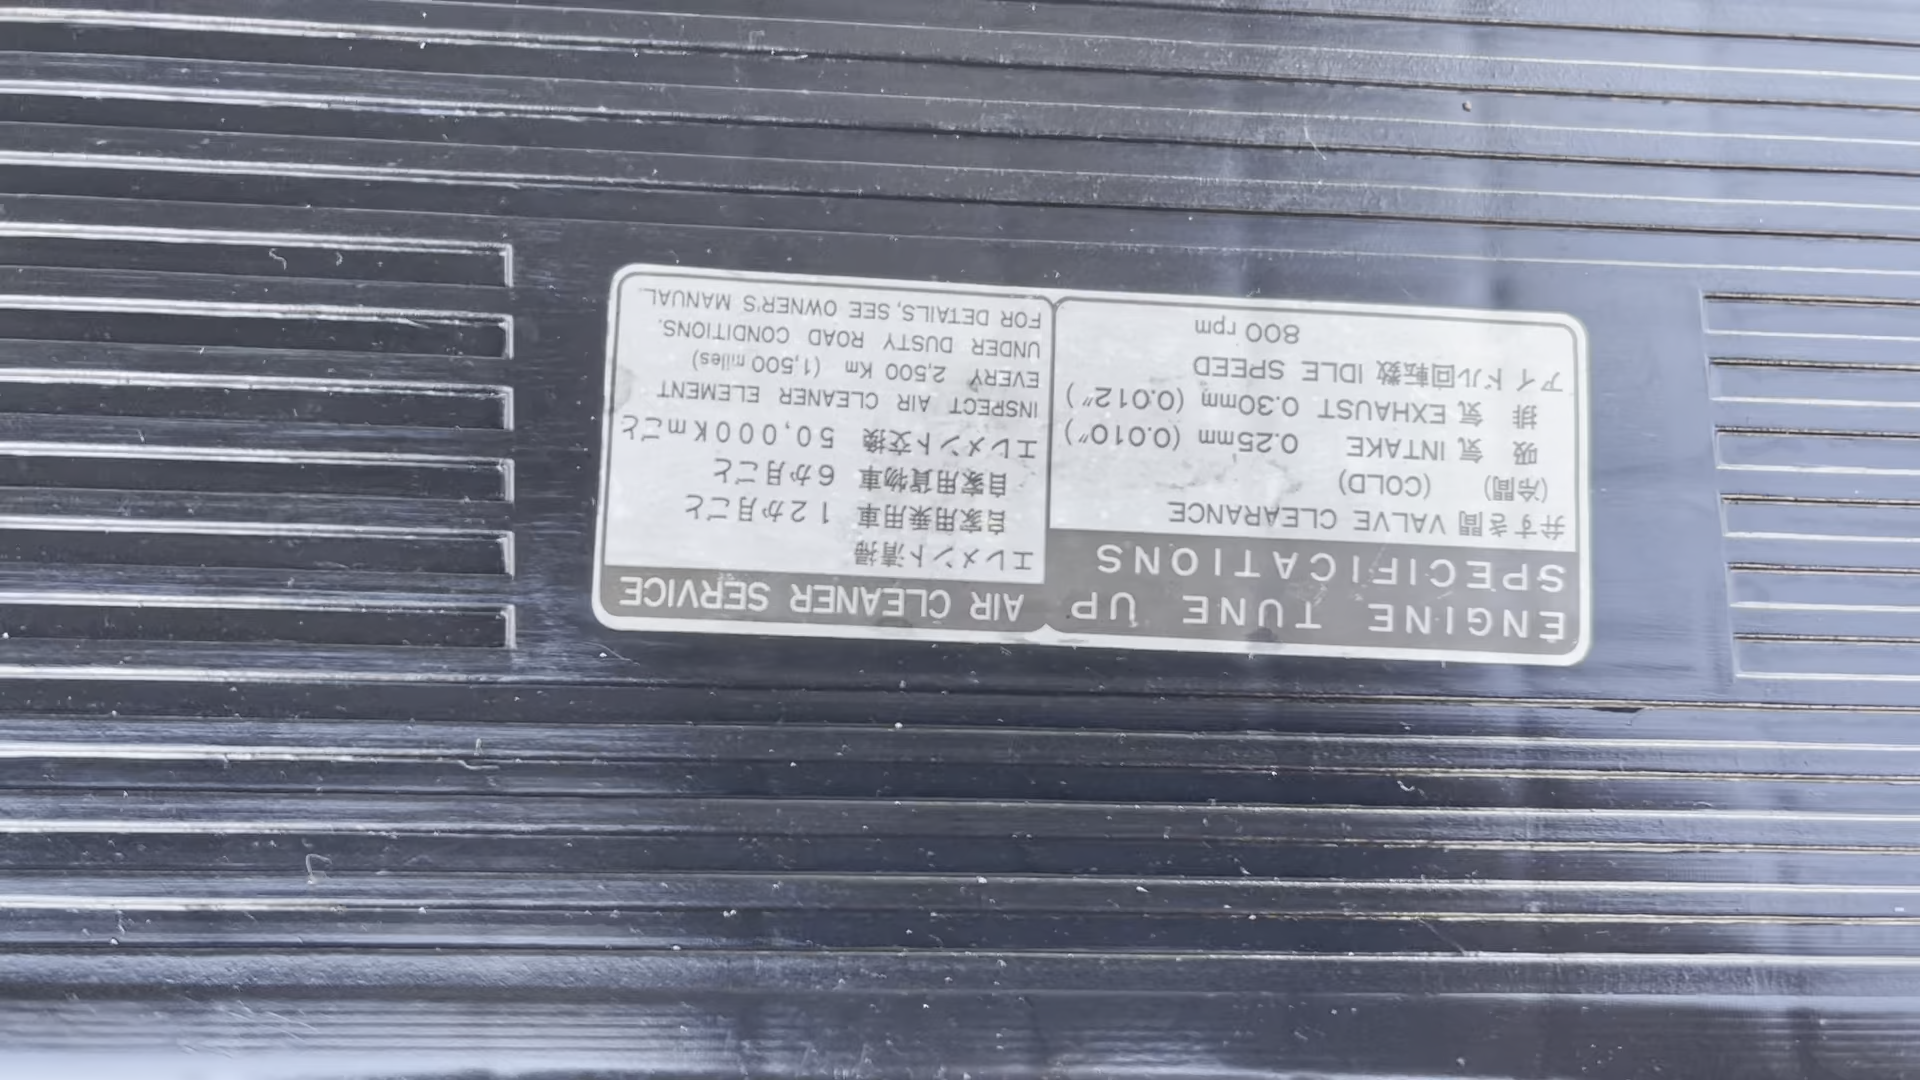 ENGINE TUNE UP
SPECIFICATIONS
弁すき間 VALVE CLEARANCE
(冷間) (COLD)
吸 気 INTAKE 0.25mm (0.010″)
排 気 EXHAUST 0.30mm (0.012″)
アイドル回転数 IDLE SPEED
800 rpm
AIR CLEANER SERVICE
エレメント清掃
自家用乗用車 12か月ごと
自家用貨物車 6か月ごと
エレメント交換 50,000Kmごと
INSPECT AIR CLEANER ELEMENT
EVERY 2,500 Km (1,500 miles)
UNDER DUSTY ROAD CONDITIONS.
FOR DETAILS, SEE OWNER'S MANUAL